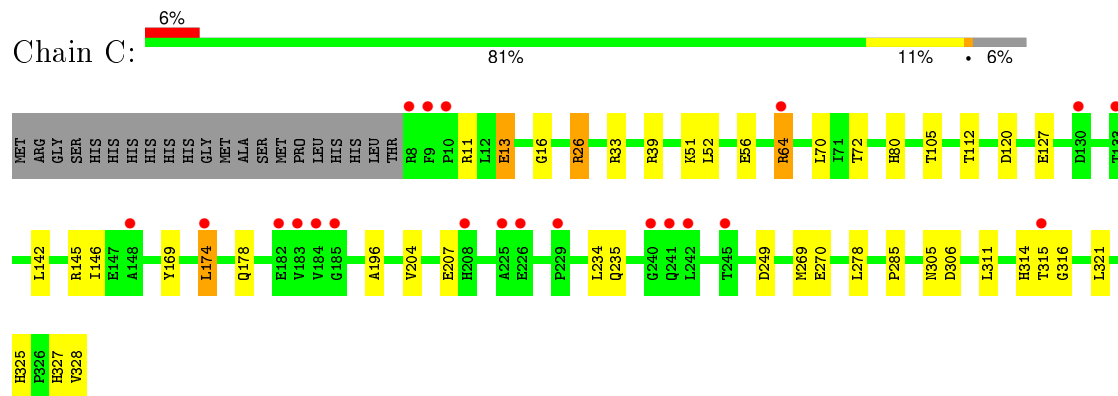 6%
Chain C:
81% 11% • 6%
MET ARG GLY SER HIS HIS HIS HIS HIS HIS GLY MET ALA SER MET PRO LEU HIS HIS LEU THR R8 F9 P10 R11 L12 E13 G16 R26 R33 R39 K51 L52 E56 R64 L70 I71 T72 H80 T105 T112 D120 E127 D130
L142 R145 I146 E147 A148 Y169 L174 Q178 E182 V183 V184 G185 A196 V204 E207 H208 A225 E226 P229 L234 Q235 G240 Q241 L242 T245 D249 M269 E270 L278 P285 N305 D306 L311 H314 T315 G316 L321
H325 P326 H327 V328